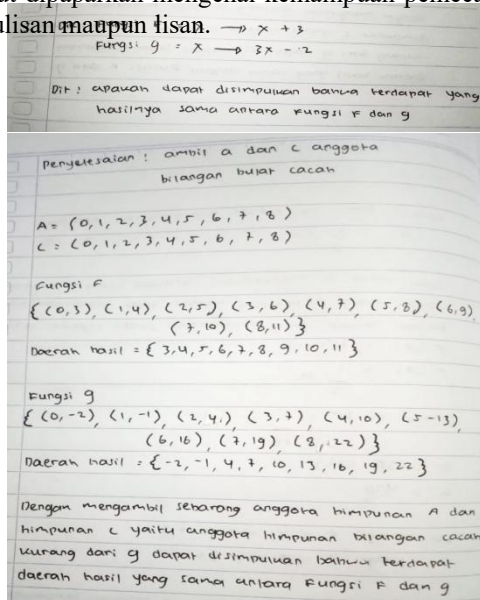 ulisan maupun lisan.
x → x + 3
Fungsi g = x → 3x - 2
Dit : apakah dapat disimpulkan bahwa terdapat yang
hasilnya sama antara Fungsi F dan g
Penyelesaian : ambil a dan c anggota
bilangan bulat cacah
A = (0, 1, 2, 3, 4, 5, 6, 7, 8)
C = (0, 1, 2, 3, 4, 5, 6, 7, 8)
Fungsi F
{(0,3), (1,4), (2,5), (3,6), (4,7), (5,8), (6,9),
(7,10), (8,11)}
Daerah hasil = {3,4,5,6,7,8,9,10,11}
Fungsi g
{(0,-2), (1,-1), (2,4), (3,7), (4,10), (5-13),
(6,16), (7,19), (8,22)}
Daerah hasil = {-2, -1, 4, 7, 10, 13, 16, 19, 22}
Dengan mengambil sebarang anggota himpunan A dan
himpunan C yaitu anggota himpunan bilangan cacah
kurang dari 9 dapat disimpulkan bahwa terdapat
daerah hasil yang sama antara Fungsi F dan g